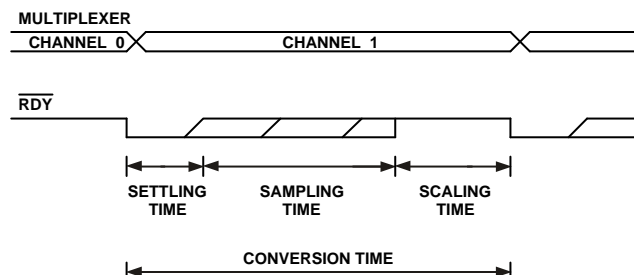 MULTIPLEXER
CHANNEL 0 CHANNEL 1
RDY
SETTLING TIME
SAMPLING TIME
SCALING TIME
CONVERSION TIME